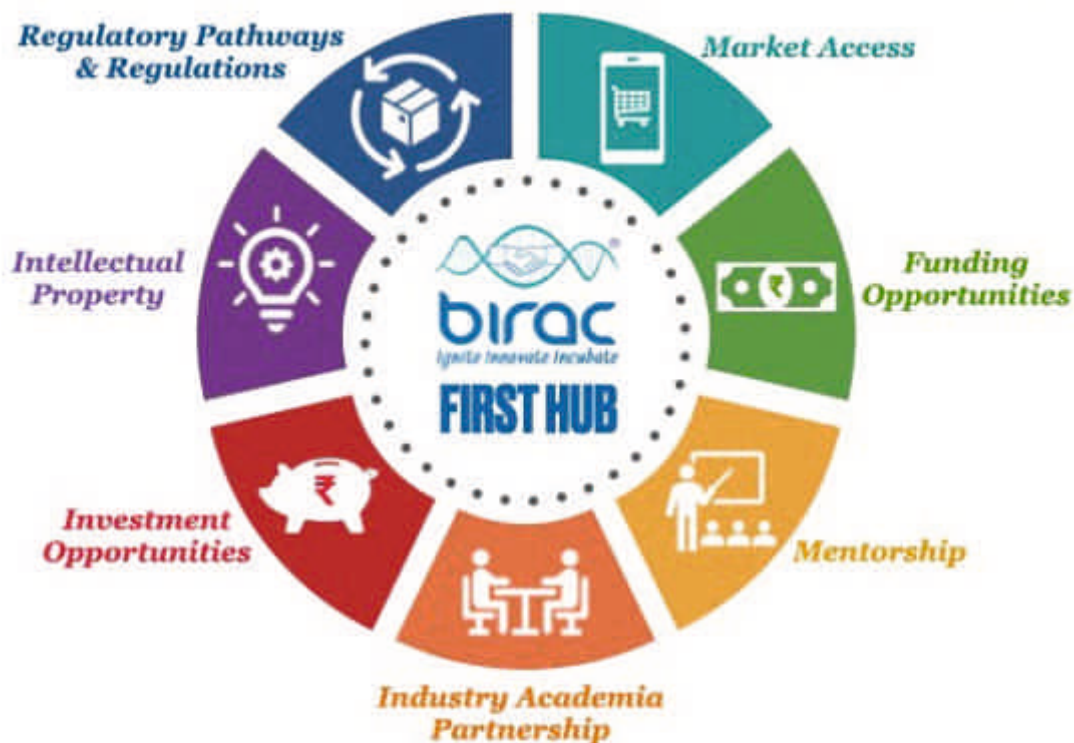 Regulatory Pathways
& Regulations
Market Access
Intellectual
Property
Funding
Opportunities
®
birac
Ignite Innovate Incubate
FIRST HUB
₹
₹
Investment
Opportunities
Mentorship
Industry Academia
Partnership